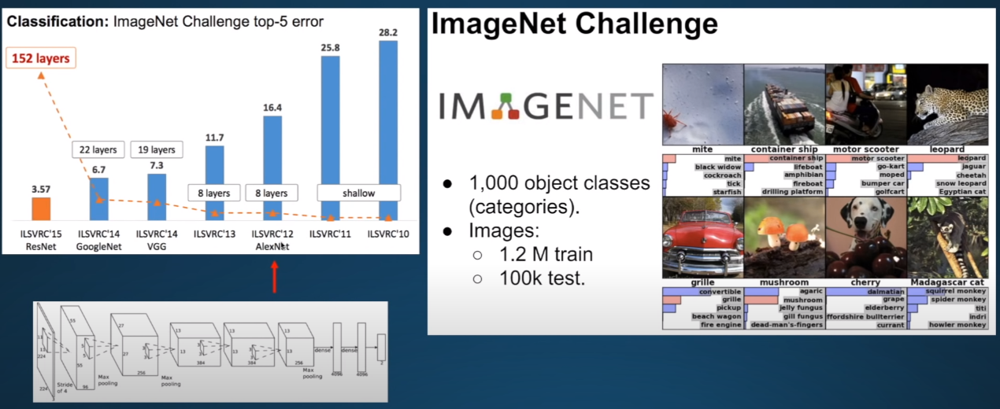 Classification: ImageNet Challenge top-5 error
152 layers
22 layers
19 layers
8 layers
8 layers
shallow
3.57
6.7
7.3
11.7
16.4
25.8
28.2
ILSVRC'15
ResNet
ILSVRC'14
GoogleNet
ILSVRC'14
VGG
ILSVRC'13
ILSVRC'12
AlexNet
ILSVRC'11
ILSVRC'10
224
224
11
11
Stride
of 4
55
55
96
5
5
Max
pooling
27
27
256
3
3
Max
pooling
13
13
384
3
3
13
13
384
3
3
13
13
256
Max
pooling
dense
4096
dense
4096
2
ImageNet Challenge
IMAGENET
● 1,000 object classes
(categories).
● Images:
○ 1.2 M train
○ 100k test.
mite
mite
black widow
cockroach
tick
starfish
container ship
container ship
lifeboat
amphibian
fireboat
drilling platform
motor scooter
motor scooter
go-kart
moped
bumper car
golfcart
leopard
leopard
jaguar
cheetah
snow leopard
Egyptian cat
grille
convertible
grille
pickup
beach wagon
fire engine
mushroom
agaric
mushroom
jelly fungus
gill fungus
dead-man's-fingers
cherry
dalmatian
grape
elderberry
ffordshire bullterrier
currant
Madagascar cat
squirrel monkey
spider monkey
titi
indri
howler monkey